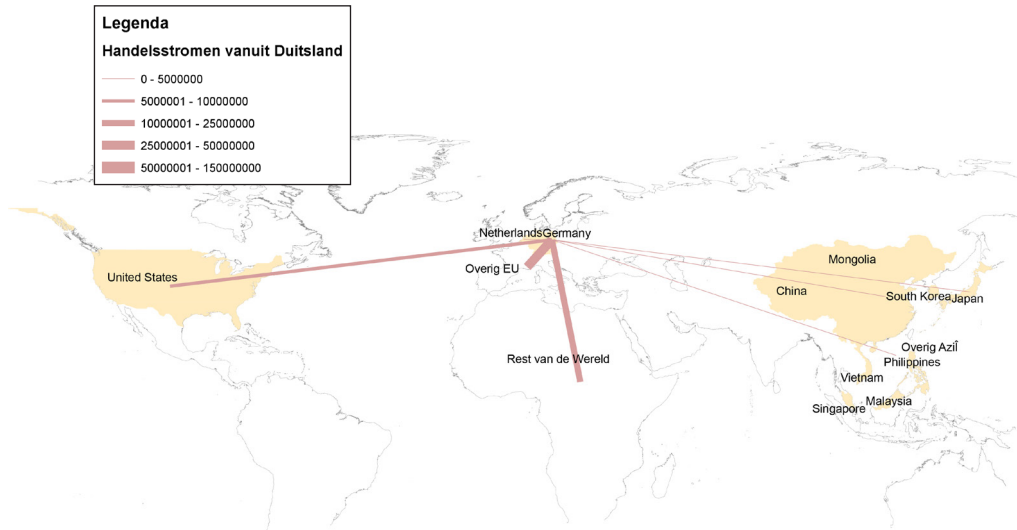 Legenda
Handelsstromen vanuit Duitsland
0 - 5000000
5000001 - 10000000
10000001 - 25000000
25000001 - 50000000
50000001 - 150000000
NetherlandsGermany
Overig EU
United States
Mongolia
China
South Korea
Japan
Rest van de Wereld
Overig AziÎ
Philippines
Vietnam
Malaysia
Singapore